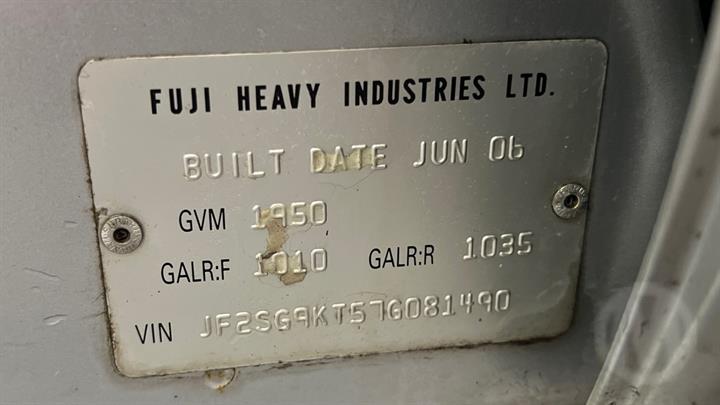 FUJI HEAVY INDUSTRIES LTD.
BUILT DATE JUN 06
GVM 1950
GALR:F 1010 GALR:R 1035
VIN JF2SG9KT57G081490